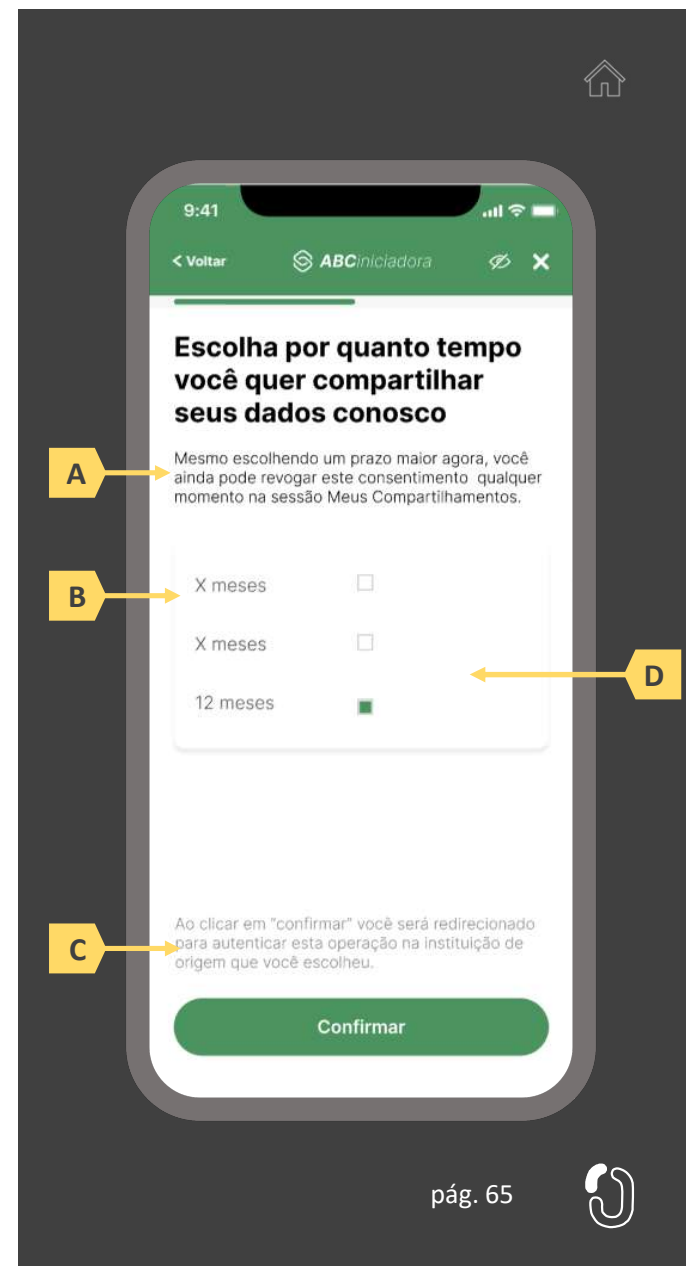 9:41
< Voltar
ABCiniciadora
Escolha por quanto tempo
você quer compartilhar
seus dados conosco
A
Mesmo escolhendo um prazo maior agora, você
ainda pode revogar este consentimento  qualquer
momento na sessão Meus Compartilhamentos.
B
X meses
X meses
D
12 meses
C
Ao clicar em "confirmar" você será redirecionado
para autenticar esta operação na instituição de
origem que você escolheu.
Confirmar
pág. 65